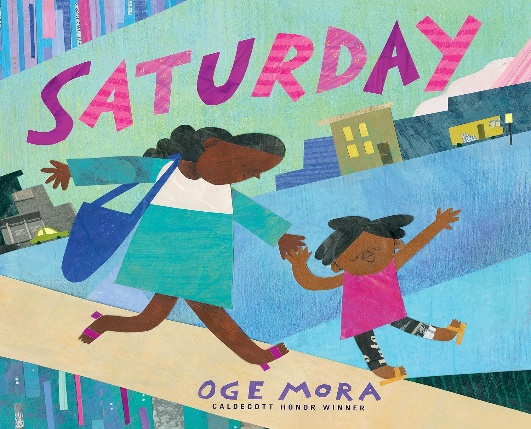 SATURDAY
OGE MORA
CALDECOTT HONOR WINNER